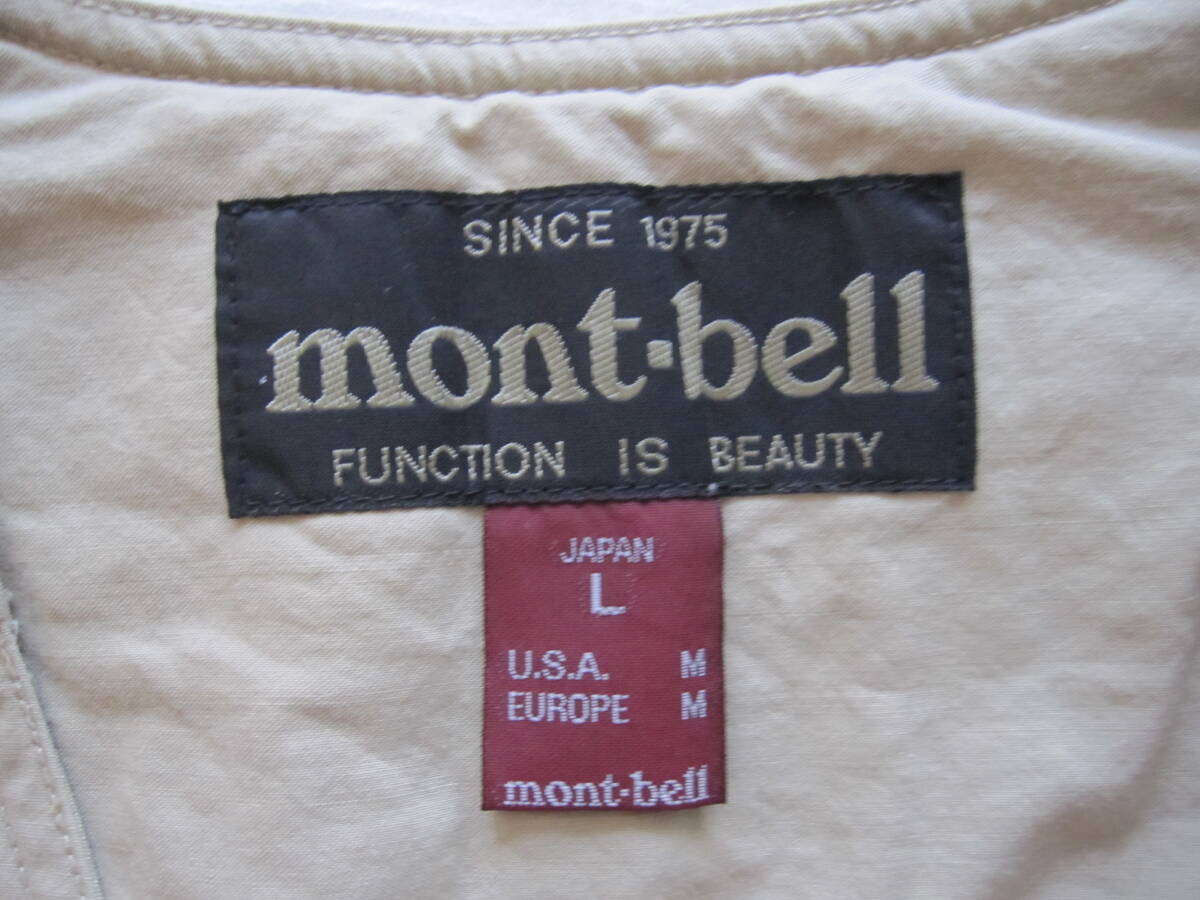 SINCE 1975
mont-bell
FUNCTION IS BEAUTY
JAPAN
L
U.S.A. M
EUROPE M
mont-bell